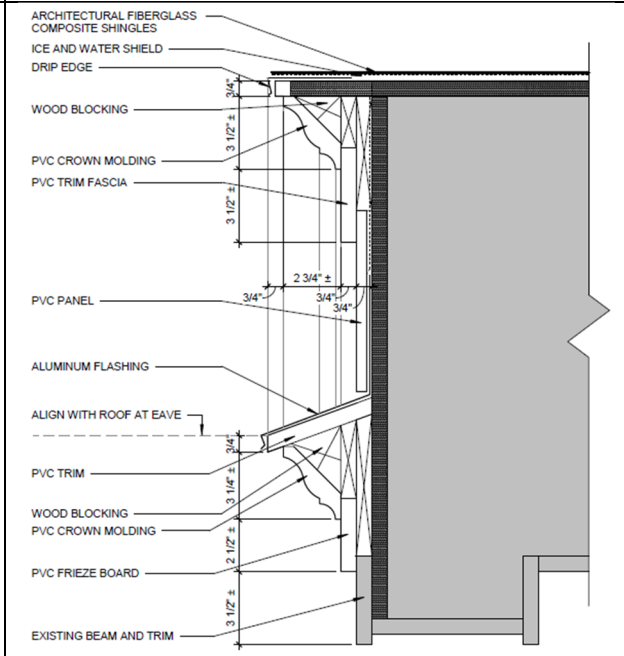 ARCHITECTURAL FIBERGLASS
COMPOSITE SHINGLES
ICE AND WATER SHIELD
DRIP EDGE
3/4"
WOOD BLOCKING
3 1/2" ±
PVC CROWN MOLDING
PVC TRIM FASCIA
3 1/2" ±
2 3/4" ±
3/4"
3/4"
3/4"
PVC PANEL
ALUMINUM FLASHING
ALIGN WITH ROOF AT EAVE
3/4"
PVC TRIM
3 1/4" ±
WOOD BLOCKING
PVC CROWN MOLDING
2 1/2" ±
PVC FRIEZE BOARD
3 1/2" ±
EXISTING BEAM AND TRIM